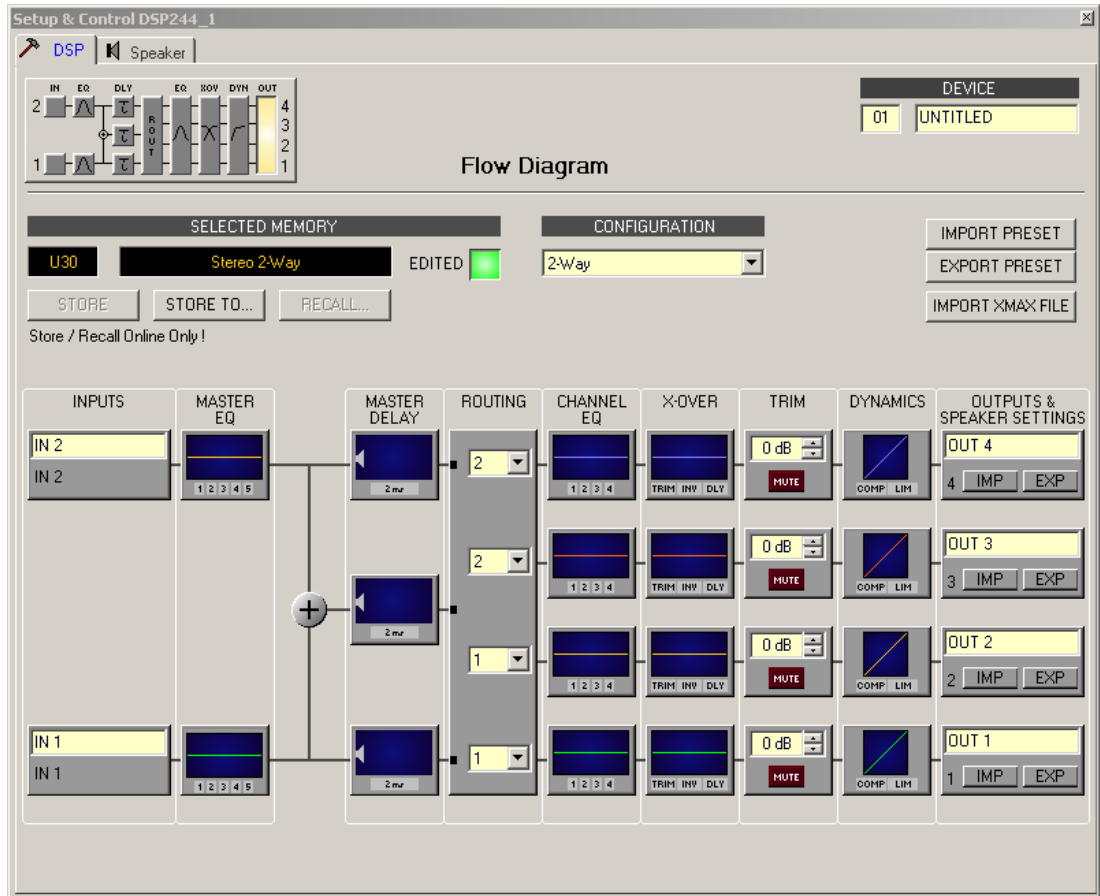 Setup & Control DSP244_1
DSP
Speaker
IN EQ DLY EQ XOV DYN OUT
2 τ 4
τ 3
2
1 τ 1
ROUT
DEVICE
01 UNTITLED
Flow Diagram
SELECTED MEMORY
CONFIGURATION
U30 Stereo 2-Way EDITED
2-Way
IMPORT PRESET
EXPORT PRESET
IMPORT XMAX FILE
STORE STORE TO... RECALL...
Store / Recall Online Only !
INPUTS
MASTER
EQ
MASTER
DELAY
ROUTING
CHANNEL
EQ
X-OVER
TRIM
DYNAMICS
OUTPUTS &
SPEAKER SETTINGS
IN 2
IN 2
1 2 3 4 5
2 ms
2
1 2 3 4
TRIM INV DLY
0 dB
MUTE
COMP LIM
OUT 4
4 IMP EXP
2
1 2 3 4
TRIM INV DLY
0 dB
MUTE
COMP LIM
OUT 3
3 IMP EXP
+
2 ms
1
1 2 3 4
TRIM INV DLY
0 dB
MUTE
COMP LIM
OUT 2
2 IMP EXP
IN 1
IN 1
1 2 3 4 5
2 ms
1
1 2 3 4
TRIM INV DLY
0 dB
MUTE
COMP LIM
OUT 1
1 IMP EXP